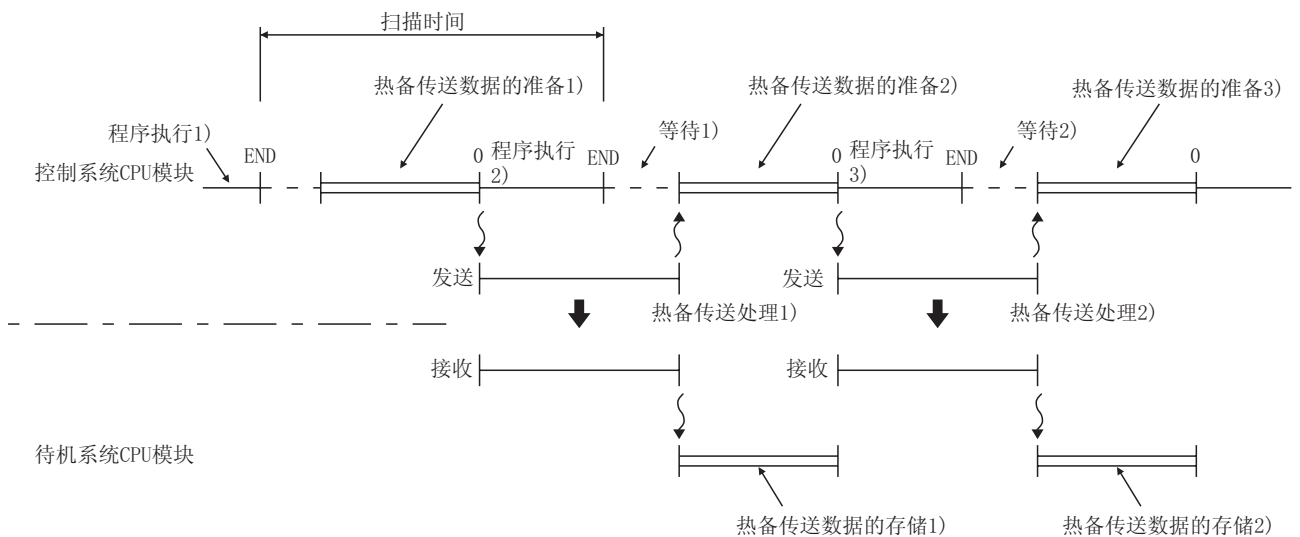 扫描时间
热备传送数据的准备1)
热备传送数据的准备2)
热备传送数据的准备3)
程序执行1)
等待1)
等待2)
END
0
程序执行
2)
END
0
程序执行
3)
END
0
控制系统CPU模块
发送
发送
热备传送处理1)
热备传送处理2)
接收
接收
待机系统CPU模块
热备传送数据的存储1)
热备传送数据的存储2)